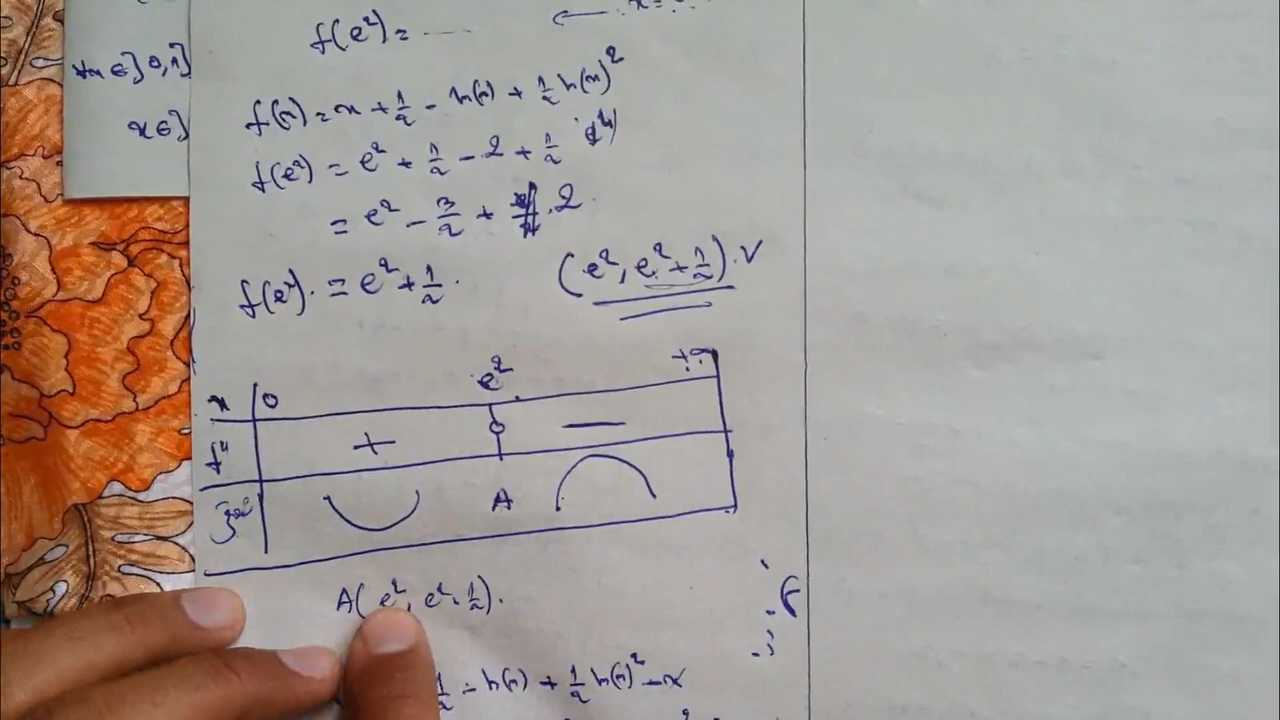 ∀x ∈ ]0,1]
x ∈ ]
f(e²) = ----
f(x) = x + 1/2 - ln(x) + 1/2 ln(x)²
f(e²) = e² + 1/2 - 2 + 1/2
= e² - 3/2 + 2.
f(e²) = e² + 1/2. (e², e² + 1/2).
x 0 e² +∞
f" + 0 -
A
A(e², e² + 1/2).
1/2 - ln(x) + 1/2 ln(x)² - x